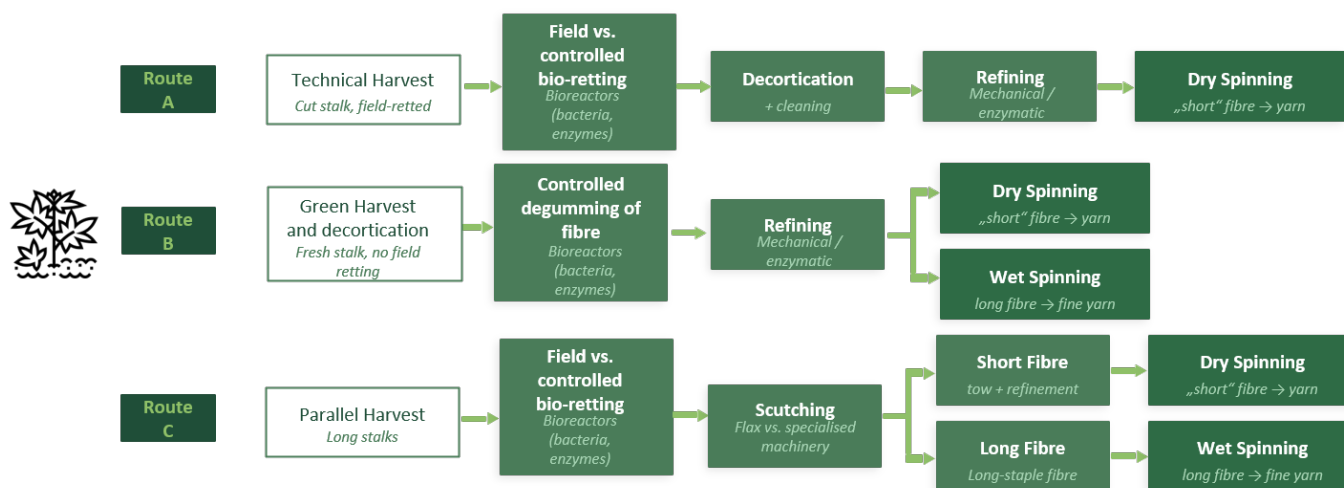 Route
A
Technical Harvest
Cut stalk, field-retted
Field vs.
controlled
bio-retting
Bioreactors
(bacteria,
enzymes)
Decortication
+ cleaning
Refining
Mechanical /
enzymatic
Dry Spinning
„short“ fibre → yarn
Route
B
Green Harvest
and decortication
Fresh stalk, no field
retting
Controlled
degumming of
fibre
Bioreactors
(bacteria,
enzymes)
Refining
Mechanical /
enzymatic
Dry Spinning
„short“ fibre → yarn
Wet Spinning
long fibre → fine yarn
Route
C
Parallel Harvest
Long stalks
Field vs.
controlled
bio-retting
Bioreactors
(bacteria,
enzymes)
Scutching
Flax vs. specialised
machinery
Short Fibre
tow + refinement
Dry Spinning
„short“ fibre → yarn
Long Fibre
Long-staple fibre
Wet Spinning
long fibre → fine yarn